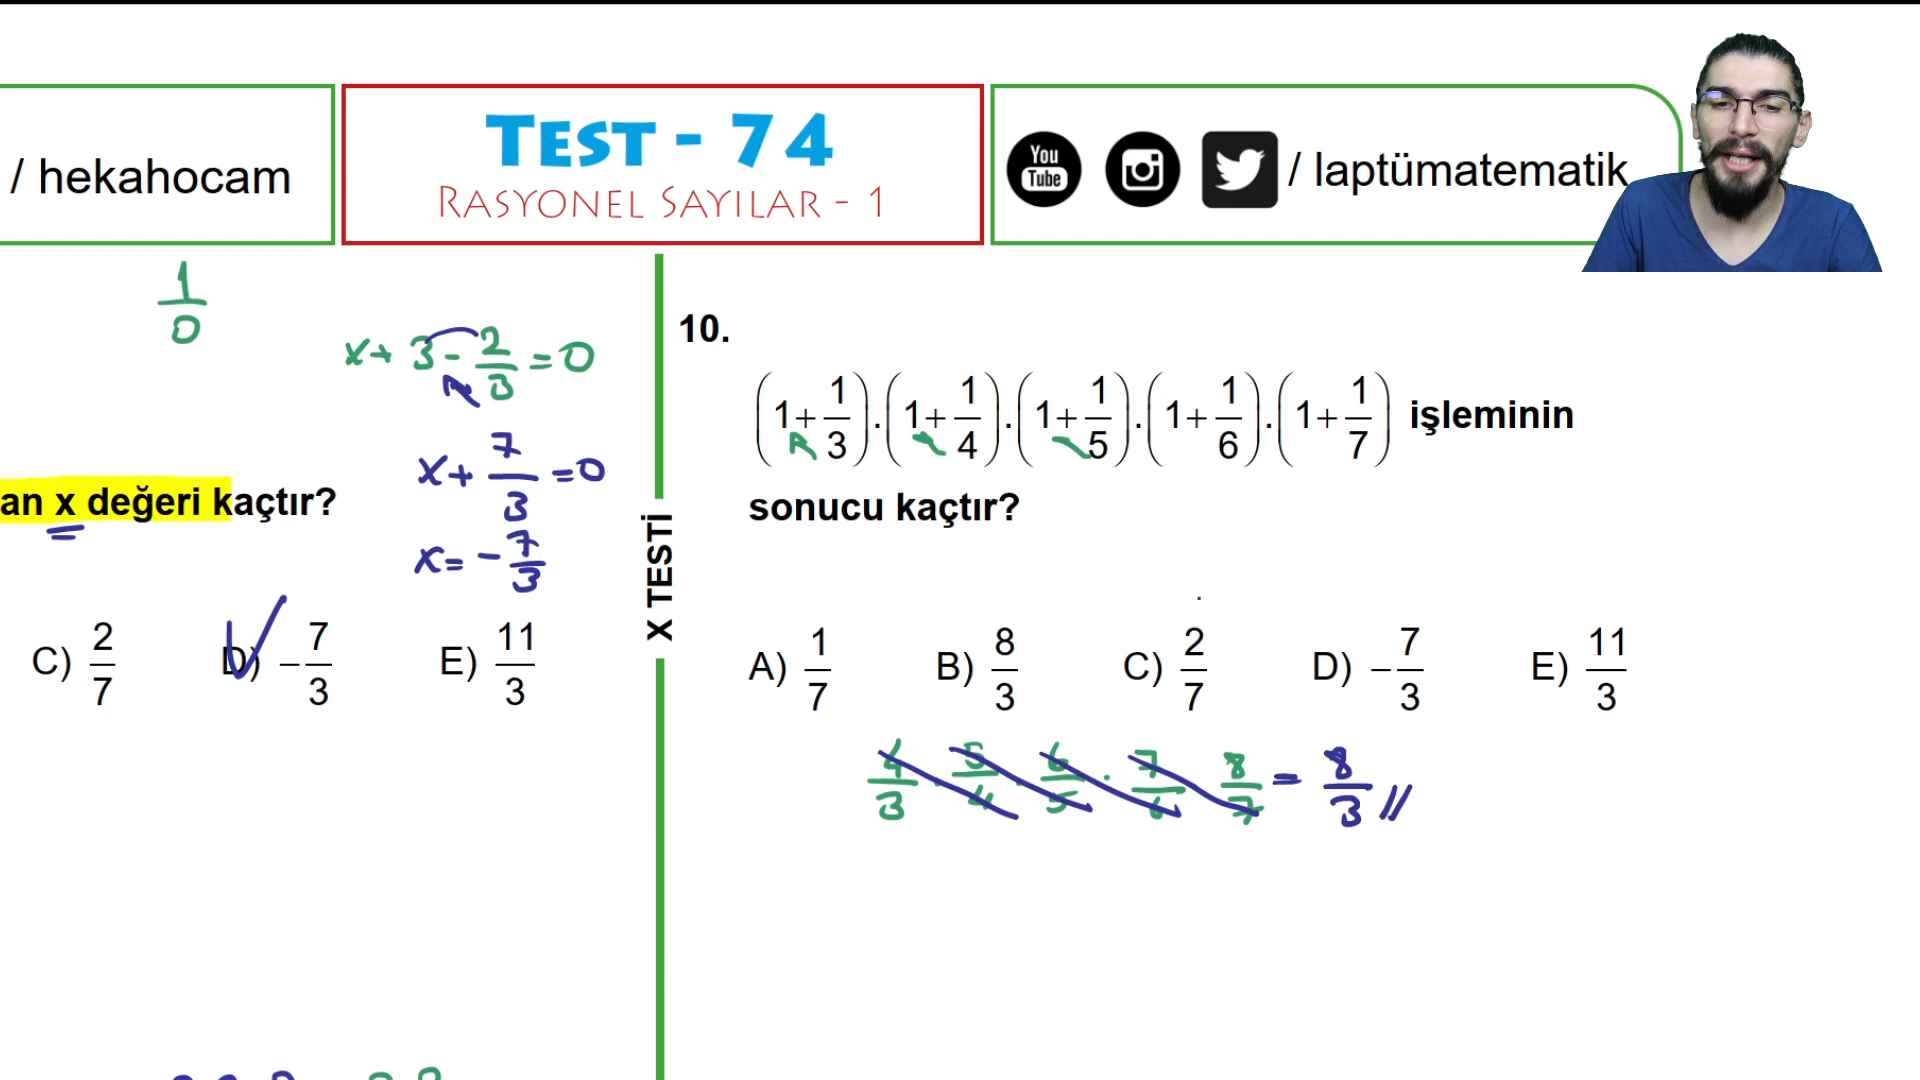 / hekahocam
TEST - 74
RASYONEL SAYILAR - 1
You Tube / laptümatematik
1/0
x + 3 - 2/3 = 0
x + 7/3 = 0
x = - 7/3
an x değeri kaçtır?
C) 2/7 D) -7/3 E) 11/3
X TESTİ
10.
(1+1/3).(1+1/4).(1+1/5).(1+1/6).(1+1/7) işleminin
sonucu kaçtır?
A) 1/7 B) 8/3 C) 2/7 D) -7/3 E) 11/3
4/3 · 5/4 · 6/5 · 7/6 · 8/7 = 8/3 //